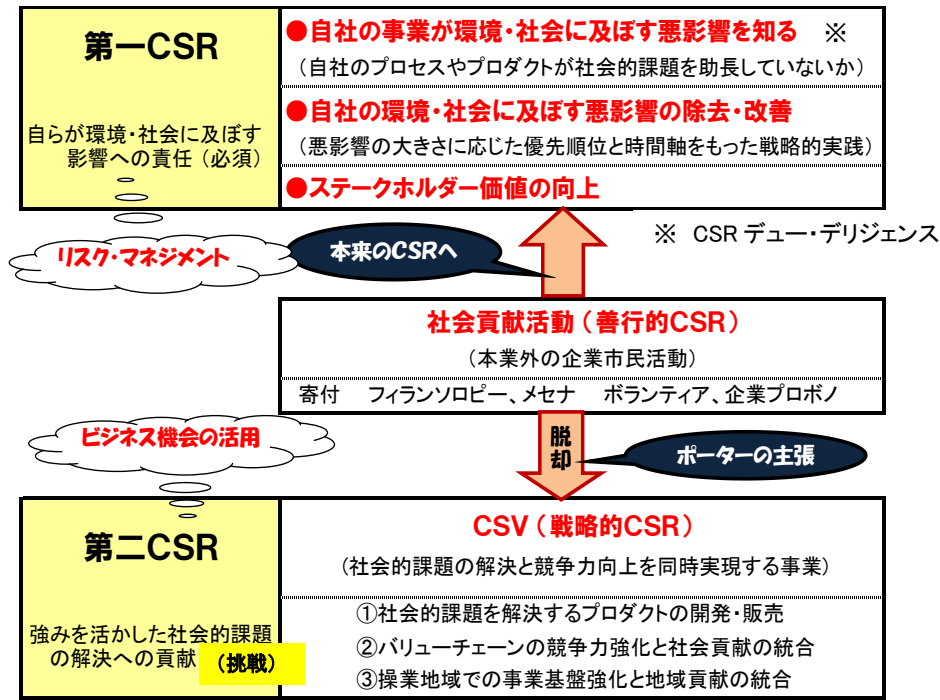 第一CSR
自らが環境・社会に及ぼす
影響への責任（必須）
●自社の事業が環境・社会に及ぼす悪影響を知る　※
（自社のプロセスやプロダクトが社会的課題を助長していないか）
●自社の環境・社会に及ぼす悪影響の除去・改善
（悪影響の大きさに応じた優先順位と時間軸をもった戦略的実践）
●ステークホルダー価値の向上
※ CSRデュー・デリジェンス
リスク・マネジメント
本来のCSRへ
社会貢献活動（善行的CSR）
（本業外の企業市民活動）
寄付　フィランソロピー、メセナ　ボランティア、企業プロボノ
ビジネス機会の活用
脱却
ポーターの主張
第二CSR
強みを活かした社会的課題
の解決への貢献（挑戦）
CSV（戦略的CSR）
（社会的課題の解決と競争力向上を同時実現する事業）
①社会的課題を解決するプロダクトの開発・販売
②バリューチェーンの競争力強化と社会貢献の統合
③操業地域での事業基盤強化と地域貢献の統合